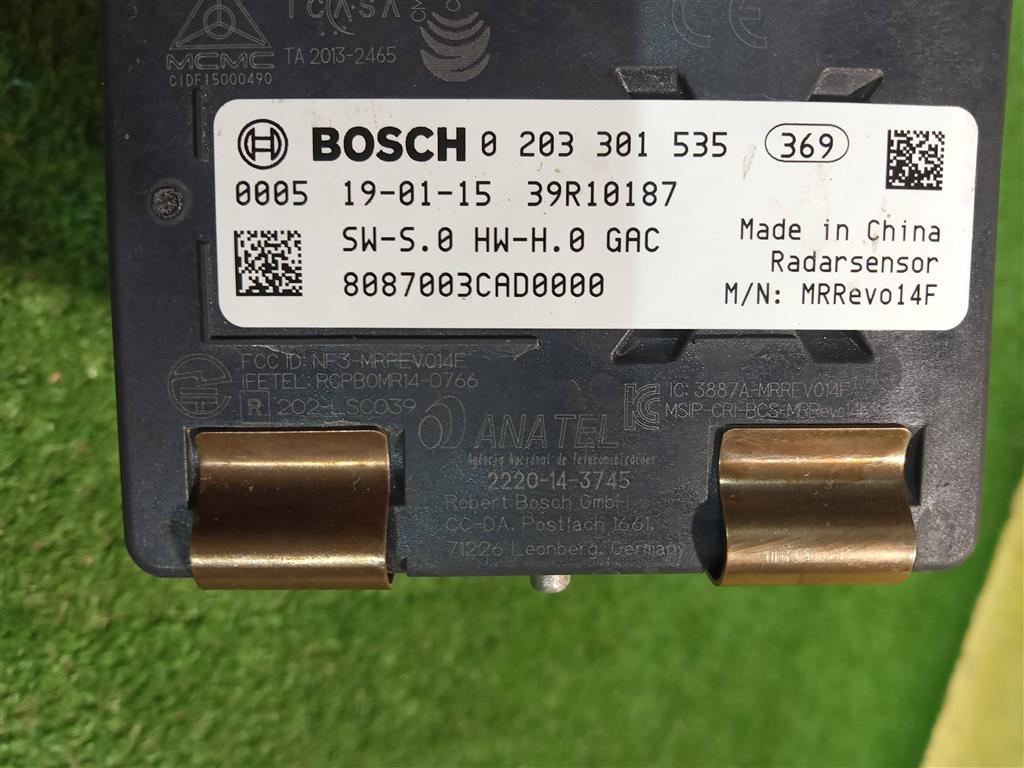 ICASA
MCMC
TA 2013-2465
CIDF15000490
CE
BOSCH 0 203 301 535 369
0005 19-01-15 39R10187
SW-S.0 HW-H.0 GAC
8087003CAD0000
Made in China
Radarsensor
M/N: MRRevo14F
FCC ID: NF3-MRREVO14F
IFETEL: RCPBOMR14-0766
R 202-LSC039
IC: 3887A-MRREVO14F
MSIP-CRI-BCS-MRRevo14F
ANATEL
Agência Nacional de Telecomunicações
2220-14-3745
Robert Bosch GmbH
CC-DA, Postfach 1661,
71226 Leonberg, Germany